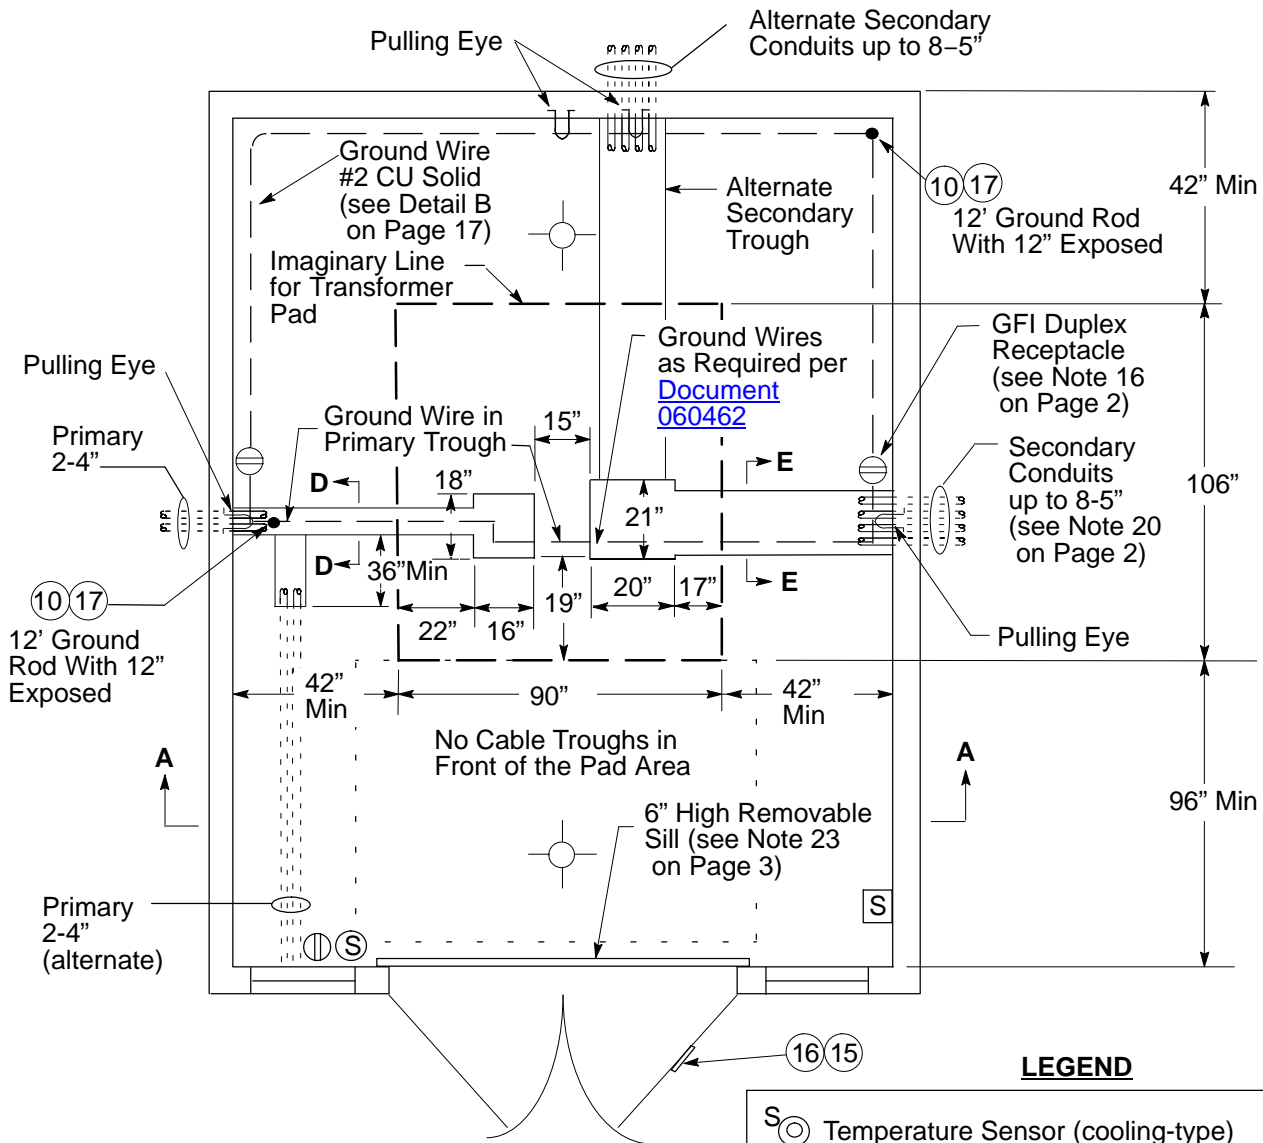 Alternate Secondary
Conduits up to 8–5”
Pulling Eye
Ground Wire
#2 CU Solid
(see Detail B
on Page 17)
Alternate
Secondary
Trough
10 17
12’ Ground Rod
With 12” Exposed
42” Min
Imaginary Line
for Transformer
Pad
Ground Wires
as Required per
Document
060462
GFI Duplex
Receptacle
(see Note 16
on Page 2)
Pulling Eye
Ground Wire in
Primary Trough
15”
Primary
2-4”
D
18”
E
21”
Secondary
Conduits
up to 8-5”
(see Note 20
on Page 2)
106”
D
36”Min
E
19”
20”
17”
22”
16”
10 17
12’ Ground
Rod With 12”
Exposed
Pulling Eye
42”
Min
90”
42”
Min
No Cable Troughs in
Front of the Pad Area
A
A
96” Min
6” High Removable
Sill (see Note 23
on Page 3)
Primary
2-4”
(alternate)
S
S
16 15
LEGEND
S Temperature Sensor (cooling-type)